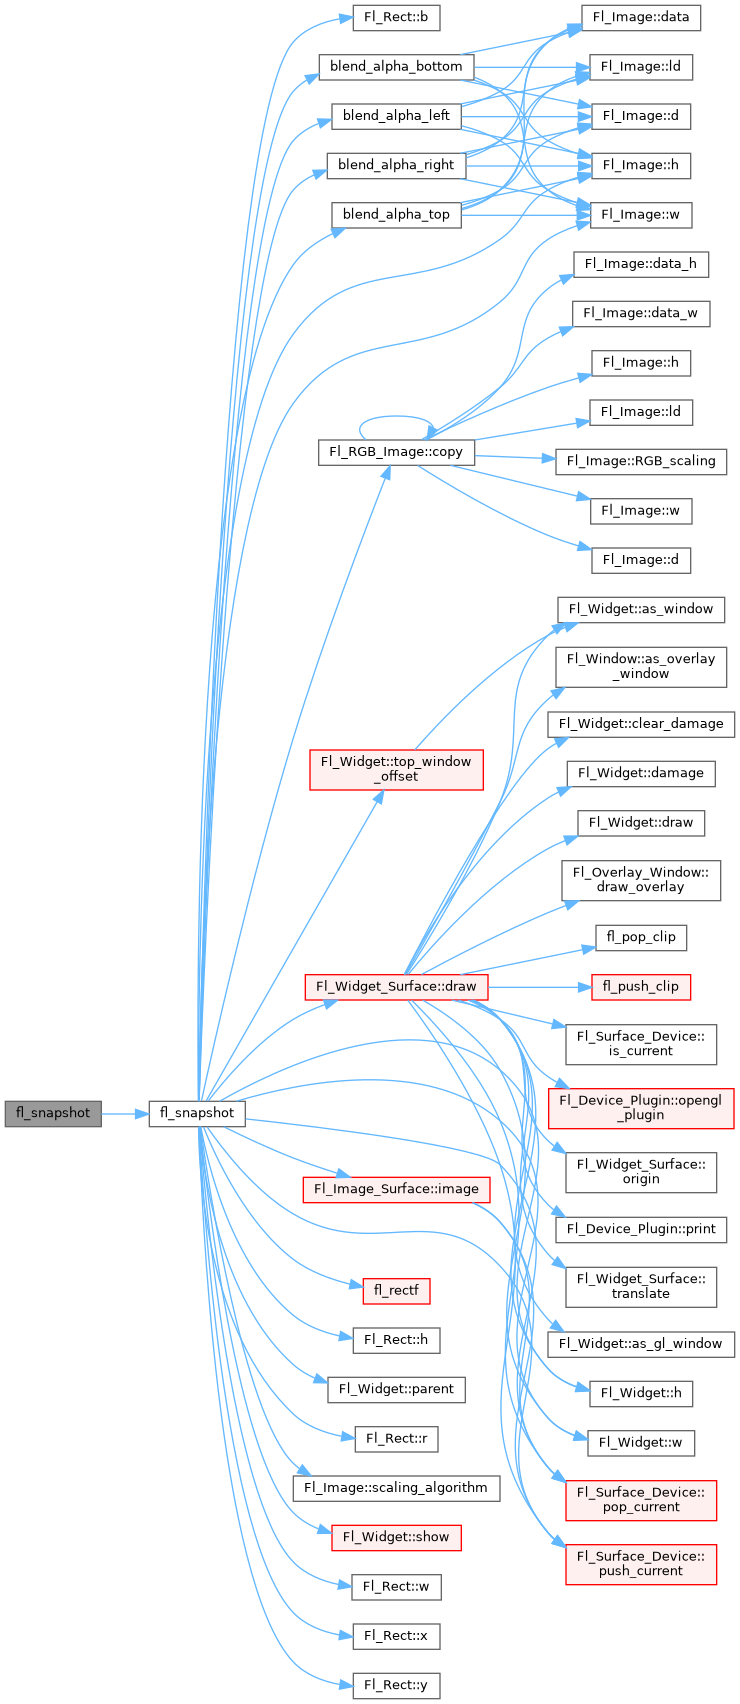 fl_snapshot
fl_snapshot
Fl_Rect::b
blend_alpha_bottom
blend_alpha_left
blend_alpha_right
blend_alpha_top
Fl_RGB_Image::copy
Fl_Widget::top_window
_offset
Fl_Widget_Surface::draw
Fl_Image_Surface::image
fl_rectf
Fl_Rect::h
Fl_Widget::parent
Fl_Rect::r
Fl_Image::scaling_algorithm
Fl_Widget::show
Fl_Rect::w
Fl_Rect::x
Fl_Rect::y
Fl_Image::data
Fl_Image::ld
Fl_Image::d
Fl_Image::h
Fl_Image::w
Fl_Image::data_h
Fl_Image::data_w
Fl_Image::h
Fl_Image::ld
Fl_Image::RGB_scaling
Fl_Image::w
Fl_Image::d
Fl_Widget::as_window
Fl_Window::as_overlay
_window
Fl_Widget::clear_damage
Fl_Widget::damage
Fl_Widget::draw
Fl_Overlay_Window::
draw_overlay
fl_pop_clip
fl_push_clip
Fl_Surface_Device::
is_current
Fl_Device_Plugin::opengl
_plugin
Fl_Widget_Surface::
origin
Fl_Device_Plugin::print
Fl_Widget_Surface::
translate
Fl_Widget::as_gl_window
Fl_Widget::h
Fl_Widget::w
Fl_Surface_Device::
pop_current
Fl_Surface_Device::
push_current